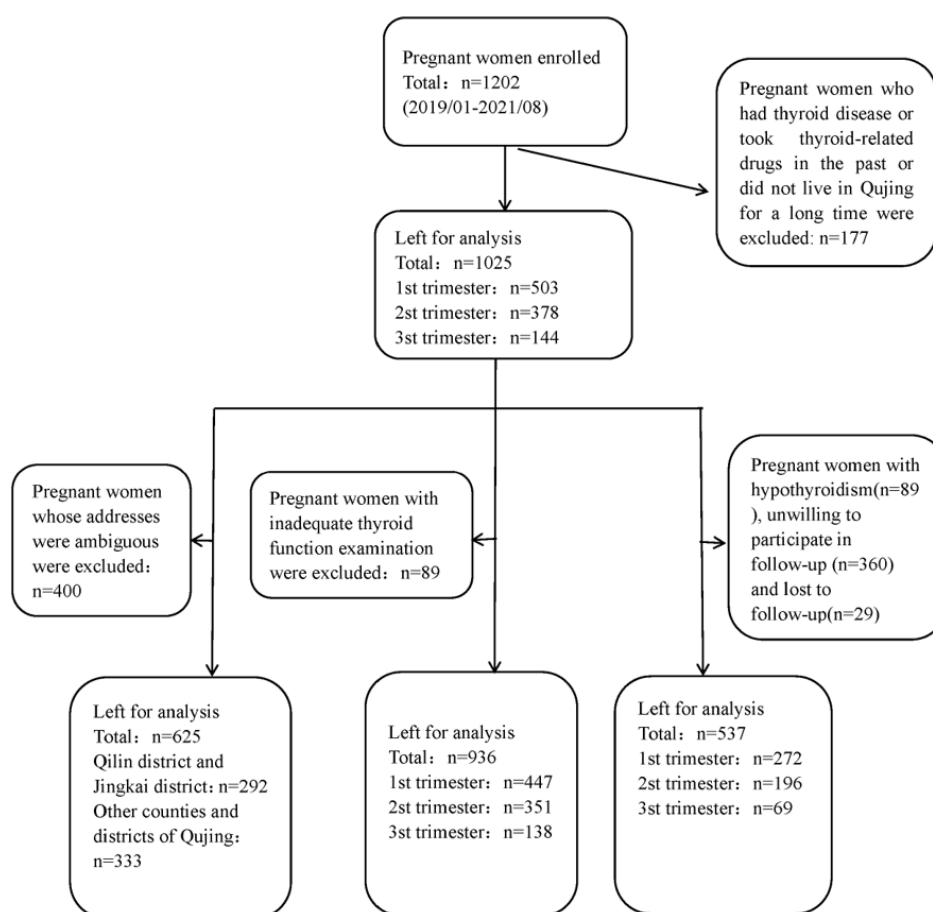 Pregnant women enrolled
Total：n=1202
(2019/01-2021/08)
Pregnant women who
had thyroid disease or
took thyroid-related
drugs in the past or
did not live in Qujing
for a long time were
excluded: n=177
Left for analysis
Total：n=1025
1st trimester：n=503
2st trimester：n=378
3st trimester：n=144
Pregnant women
whose addresses
were ambiguous
were excluded：
n=400
Pregnant women with
inadequate thyroid
function examination
were excluded：n=89
Pregnant women with
hypothyroidism(n=89
), unwilling to
participate in
follow-up (n=360)
and lost to
follow-up(n=29)
Left for analysis
Total：n=625
Qilin district and
Jingkai district：n=292
Other counties and
districts of Qujing：
n=333
Left for analysis
Total：n=936
1st trimester：n=447
2st trimester：n=351
3st trimester：n=138
Left for analysis
Total：n=537
1st trimester：n=272
2st trimester：n=196
3st trimester：n=69